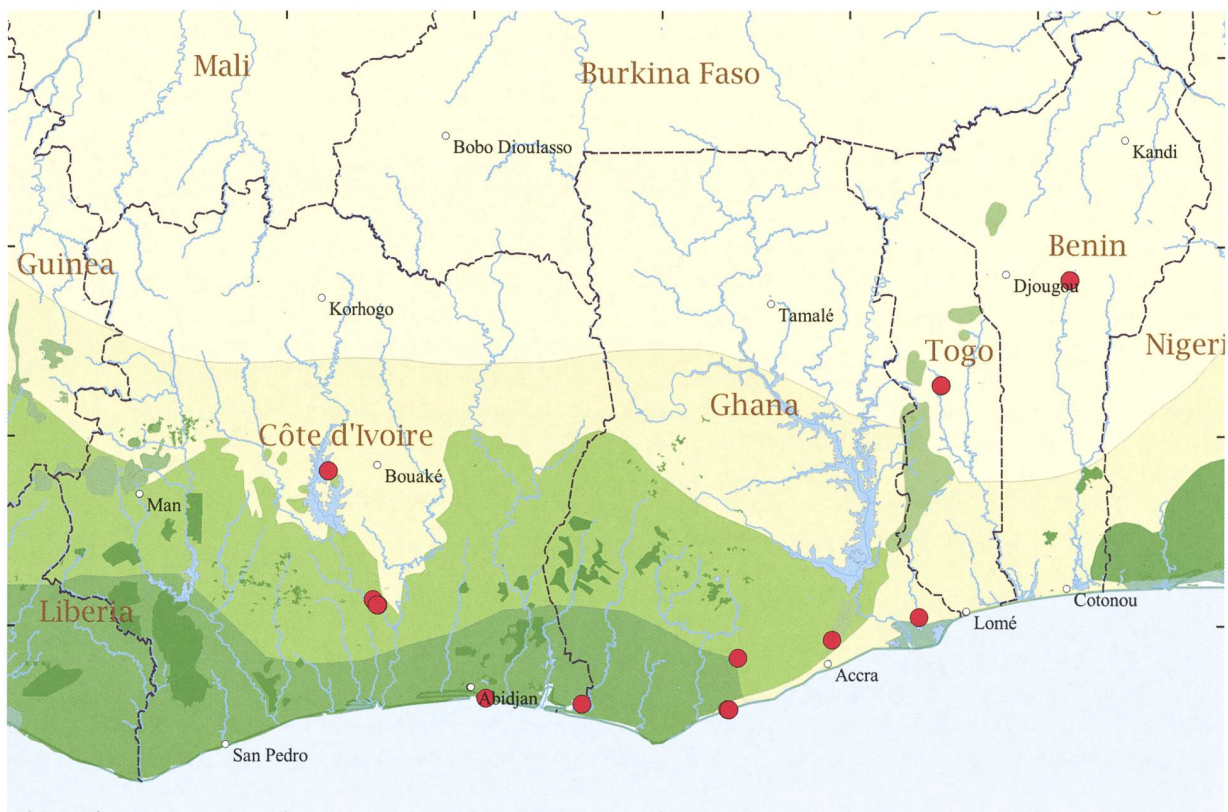 Mali
Burkina Faso
Bobo Dioulasso
Kandi
Guinea
Benin
Djougou
Korhogo
Tamalé
Togo
Nigeri
Ghana
Côte d'Ivoire
Bouaké
Man
Liberia
Cotonou
Lomé
Accra
Abidjan
San Pedro